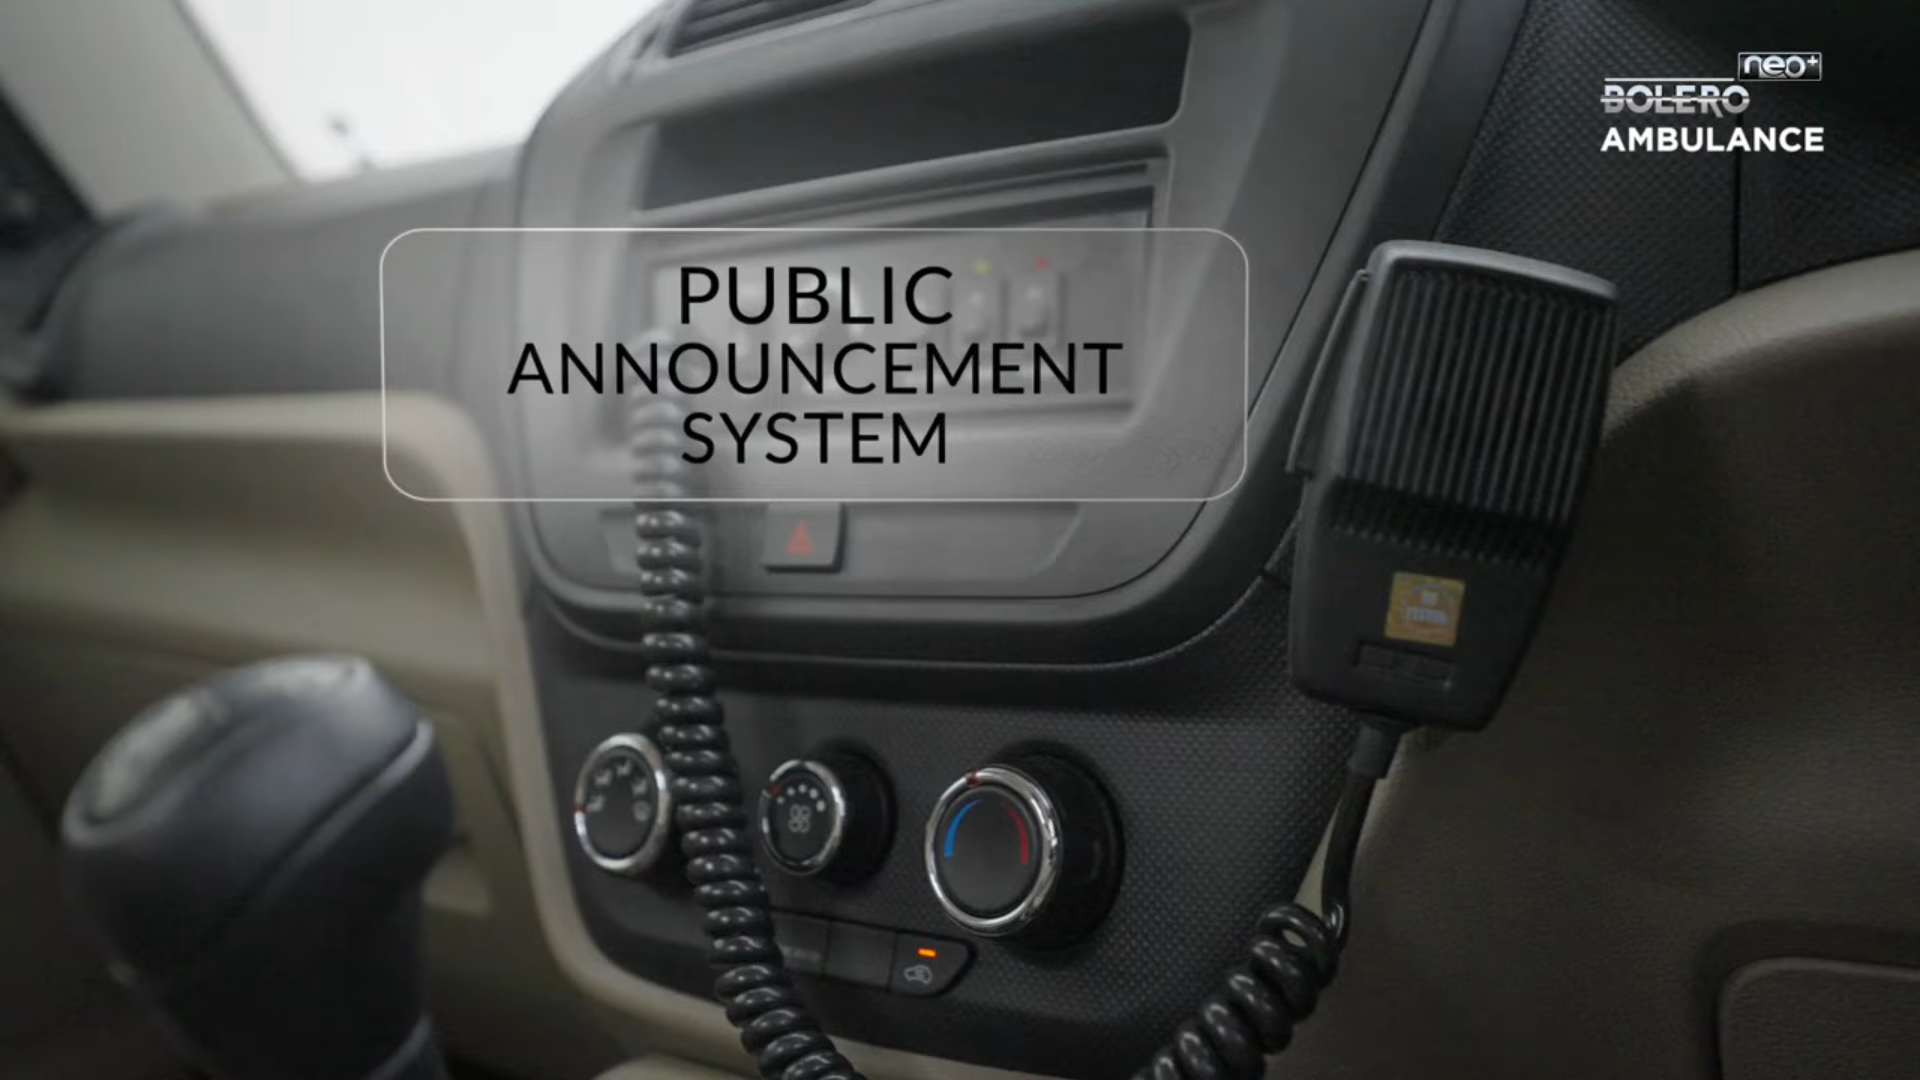 neo+
BOLERO
AMBULANCE
PUBLIC
ANNOUNCEMENT
SYSTEM